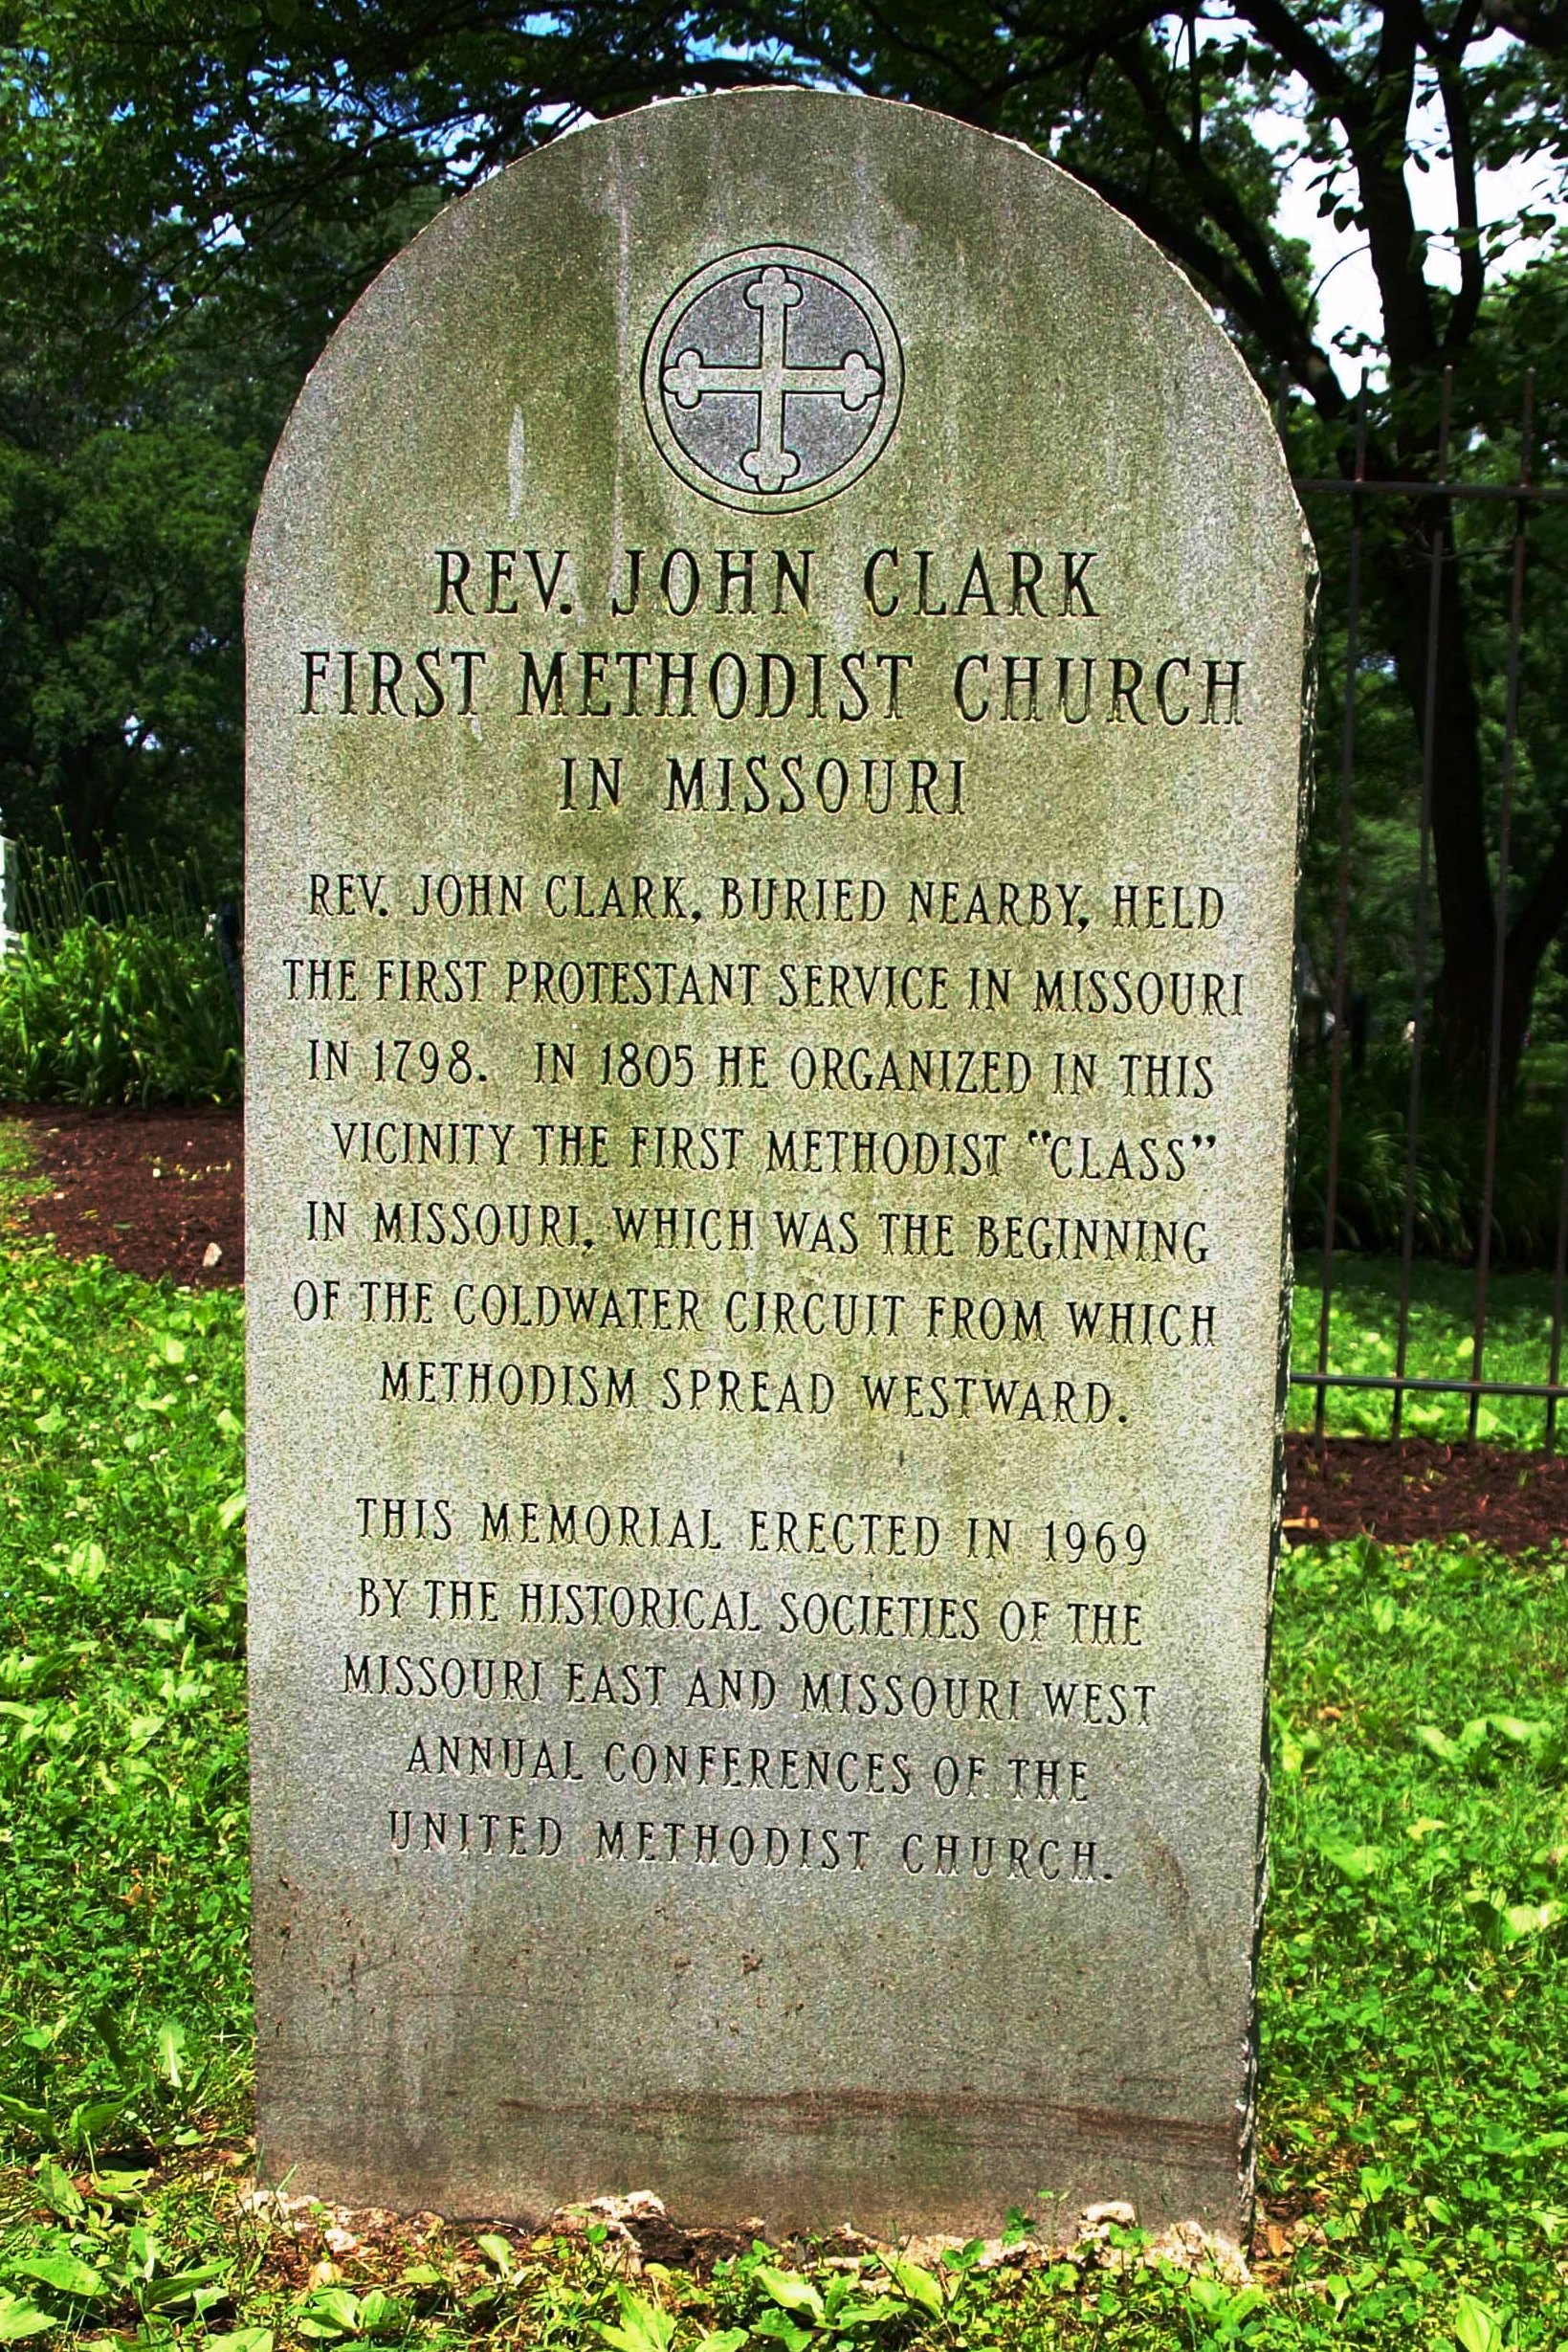 REV. JOHN CLARK
FIRST METHODIST CHURCH
IN MISSOURI
REV. JOHN CLARK, BURIED NEARBY, HELD
THE FIRST PROTESTANT SERVICE IN MISSOURI
IN 1798. IN 1805 HE ORGANIZED IN THIS
VICINITY THE FIRST METHODIST "CLASS"
IN MISSOURI, WHICH WAS THE BEGINNING
OF THE COLDWATER CIRCUIT FROM WHICH
METHODISM SPREAD WESTWARD.
THIS MEMORIAL ERECTED IN 1969
BY THE HISTORICAL SOCIETIES OF THE
MISSOURI EAST AND MISSOURI WEST
ANNUAL CONFERENCES OF THE
UNITED METHODIST CHURCH.